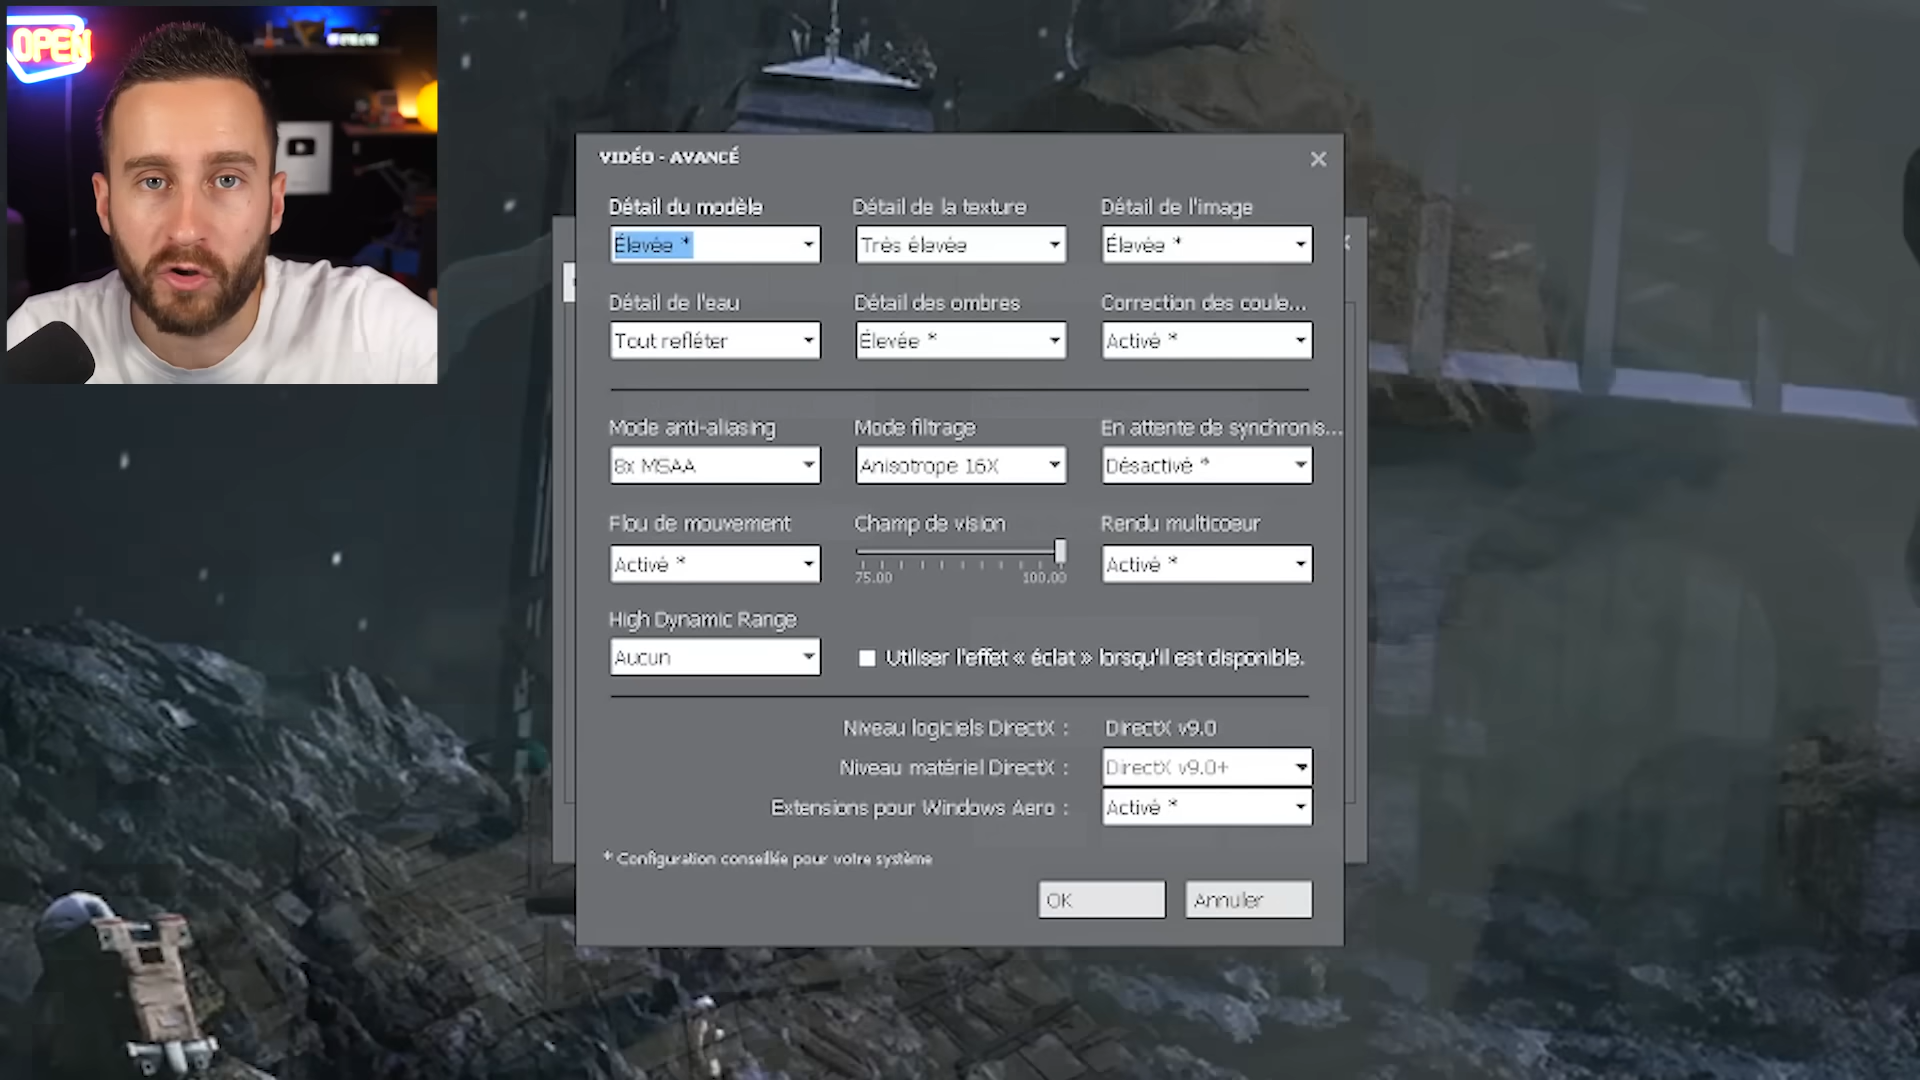 OPEN
VIDÉO - AVANCÉ
Détail du modèle
Détail de la texture
Détail de l'image
Élevée *
Très élevée
Élevée *
Détail de l'eau
Détail des ombres
Correction des coule...
Tout refléter
Élevée *
Activé *
Mode anti-aliasing
Mode filtrage
En attente de synchronis...
8x MSAA
Anisotrope 16X
Désactivé *
Flou de mouvement
Champ de vision
Rendu multicoeur
Activé *
75.00
100.00
Activé *
High Dynamic Range
Aucun
Utiliser l'effet « éclat » lorsqu'il est disponible.
Niveau logiciels DirectX :
DirectX v9.0
Niveau matériel DirectX :
DirectX v9.0+
Extensions pour Windows Aero :
Activé *
* Configuration conseillée pour votre système
OK
Annuler